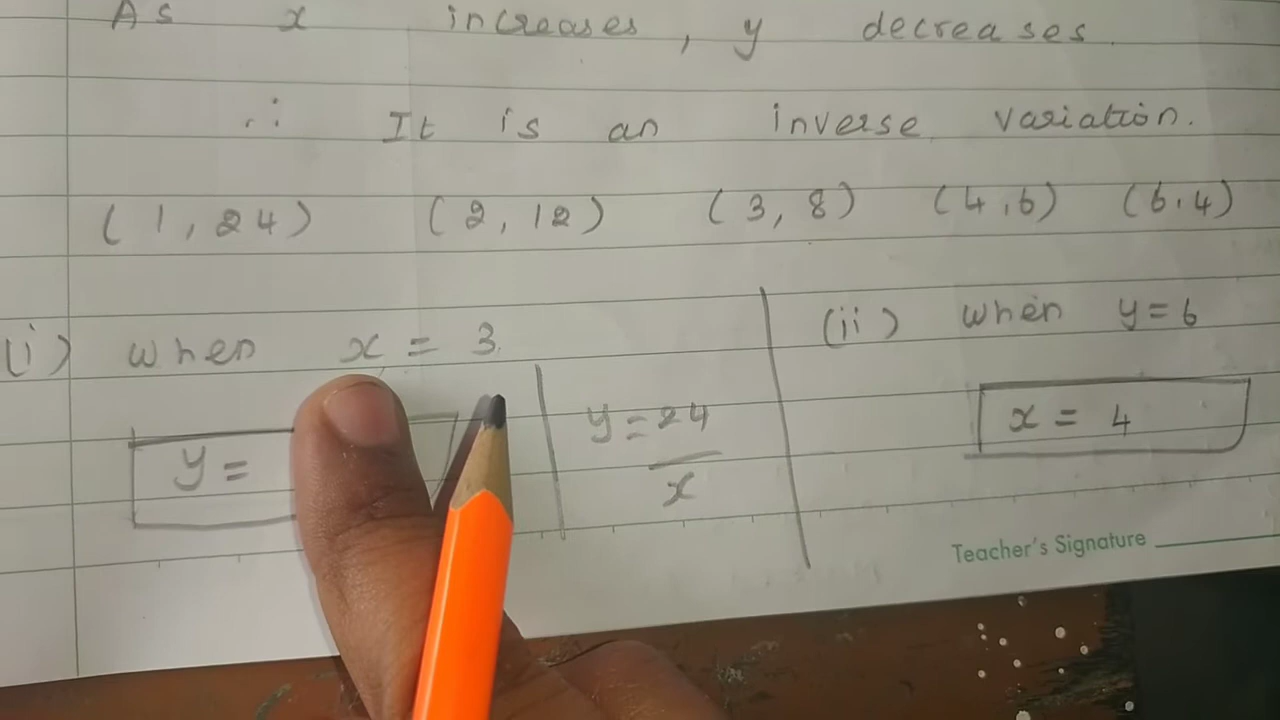 As x increases, y decreases.
∴ It is an inverse variation.
(1, 24) (2, 12) (3, 8) (4, 6) (6, 4)
(i) when x = 3.
y =
y = 24
x
(ii) when y = 6
x = 4
Teacher's Signature